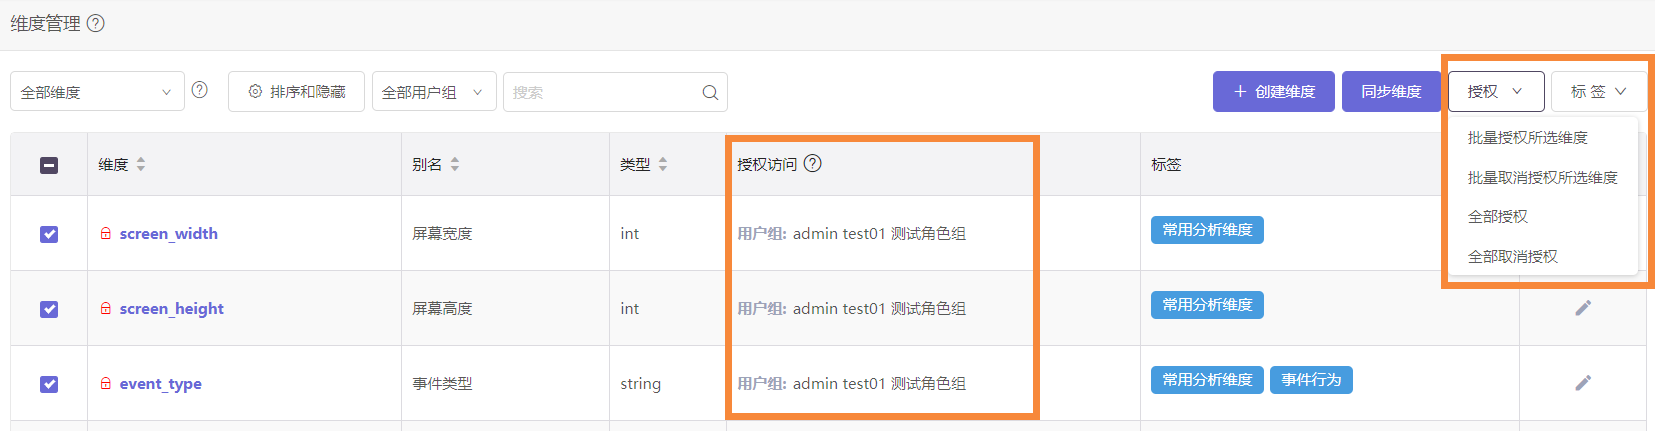 维度管理
全部维度
排序和隐藏
全部用户组
搜索
创建维度
同步维度
授权
标 签
批量授权所选维度
批量取消授权所选维度
全部授权
全部取消授权
维度
别名
类型
授权访问
标签
screen_width
屏幕宽度
int
用户组: admin test01 测试角色组
常用分析维度
screen_height
屏幕高度
int
用户组: admin test01 测试角色组
常用分析维度
event_type
事件类型
string
用户组: admin test01 测试角色组
常用分析维度
事件行为